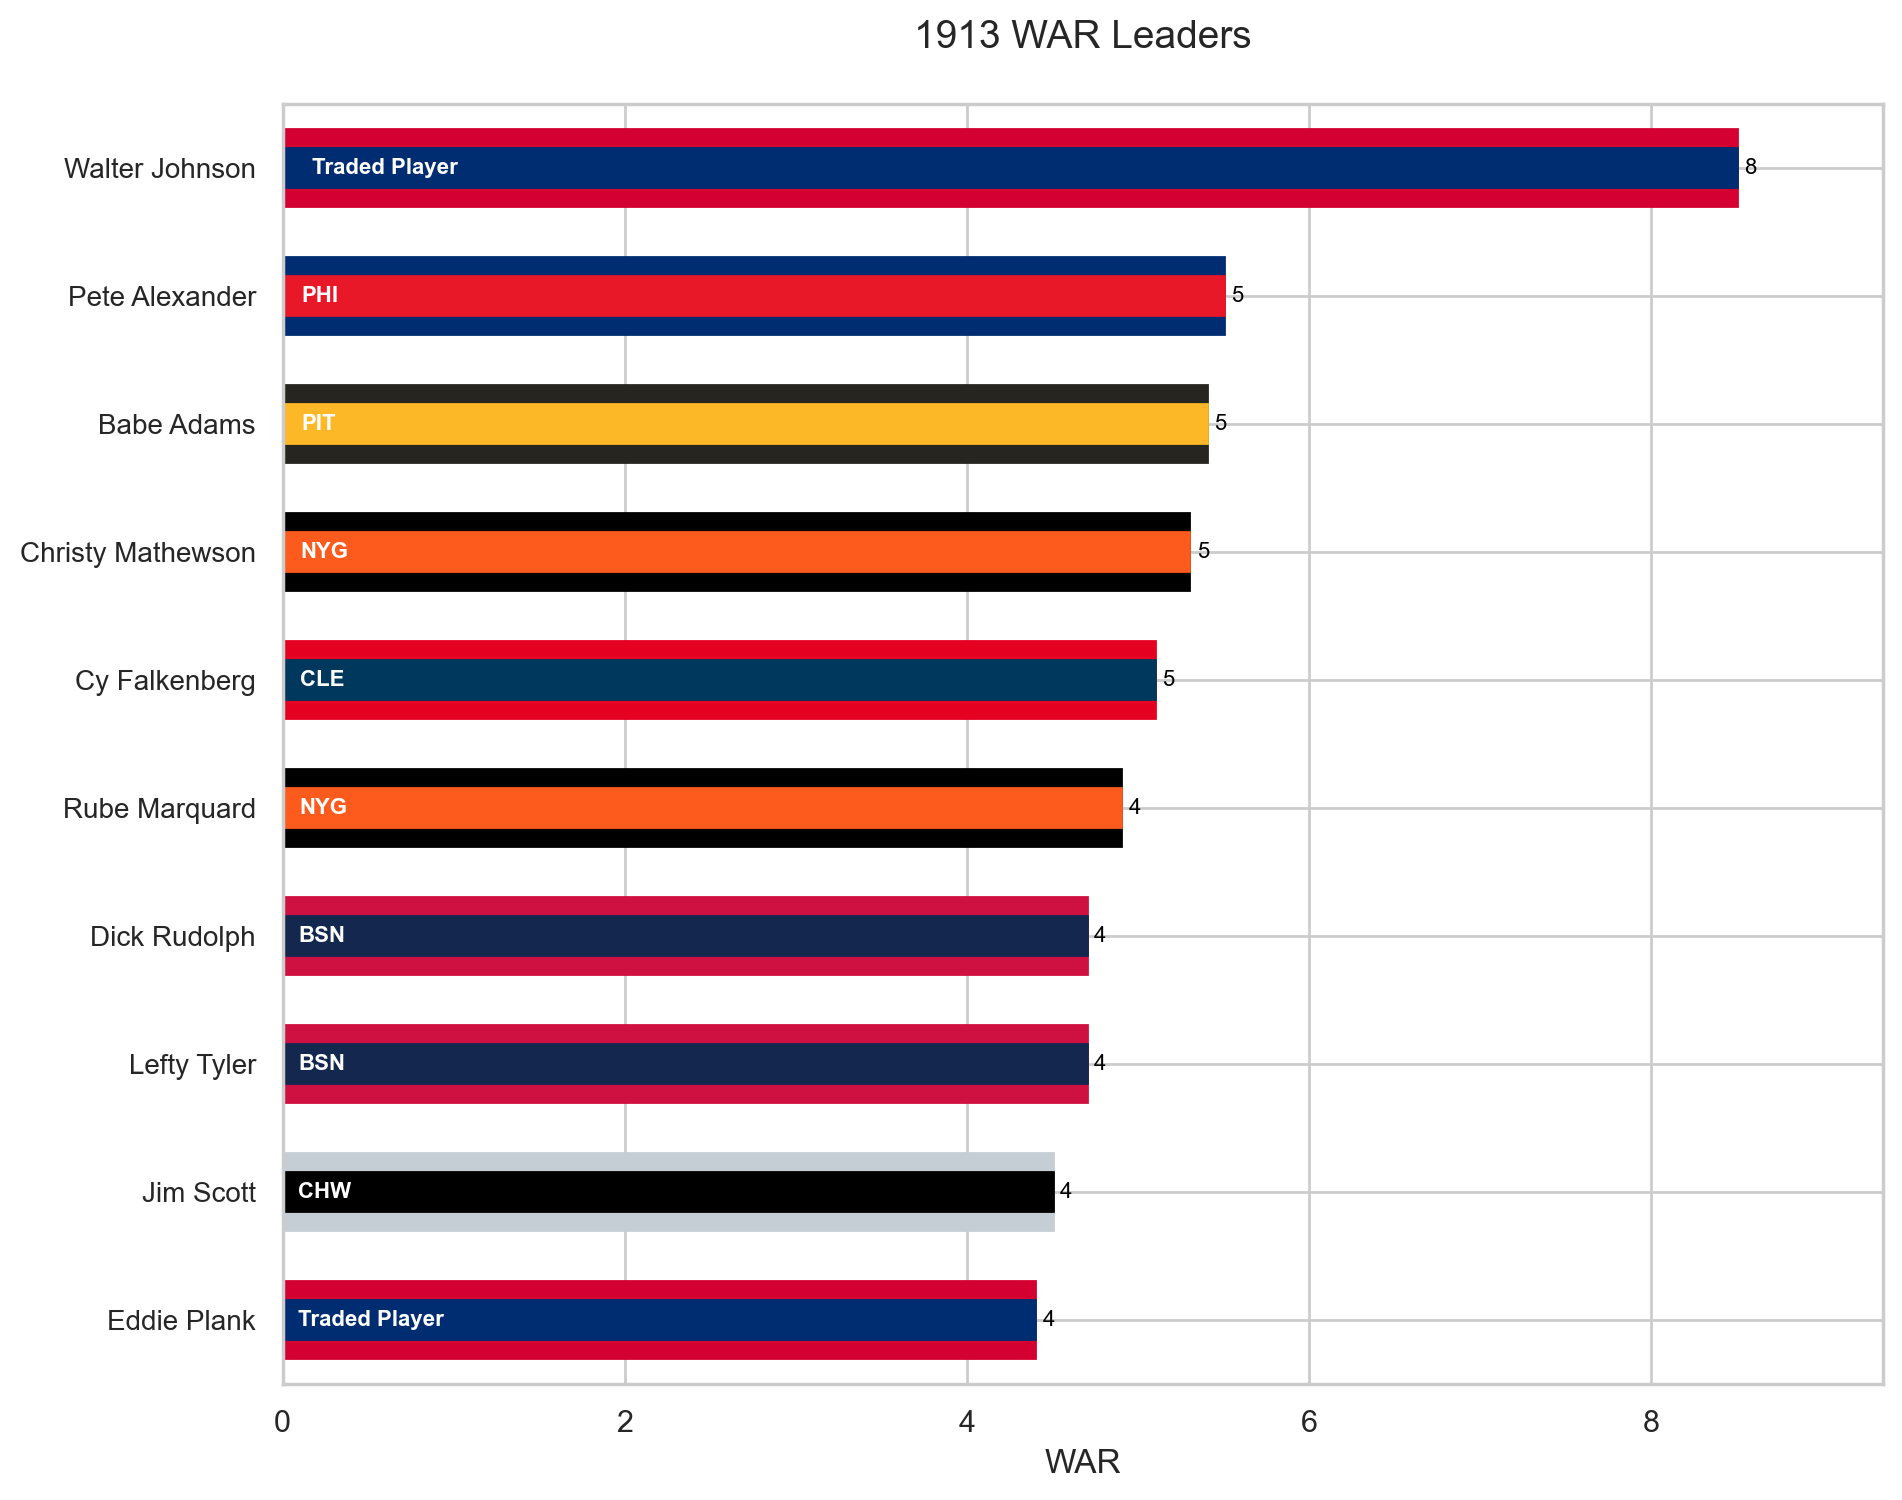 1913 WAR Leaders
Walter Johnson
Traded Player
8
Pete Alexander
PHI
5
Babe Adams
PIT
5
Christy Mathewson
NYG
5
Cy Falkenberg
CLE
5
Rube Marquard
NYG
4
Dick Rudolph
BSN
4
Lefty Tyler
BSN
4
Jim Scott
CHW
4
Eddie Plank
Traded Player
4
0 2 4 6 8
WAR